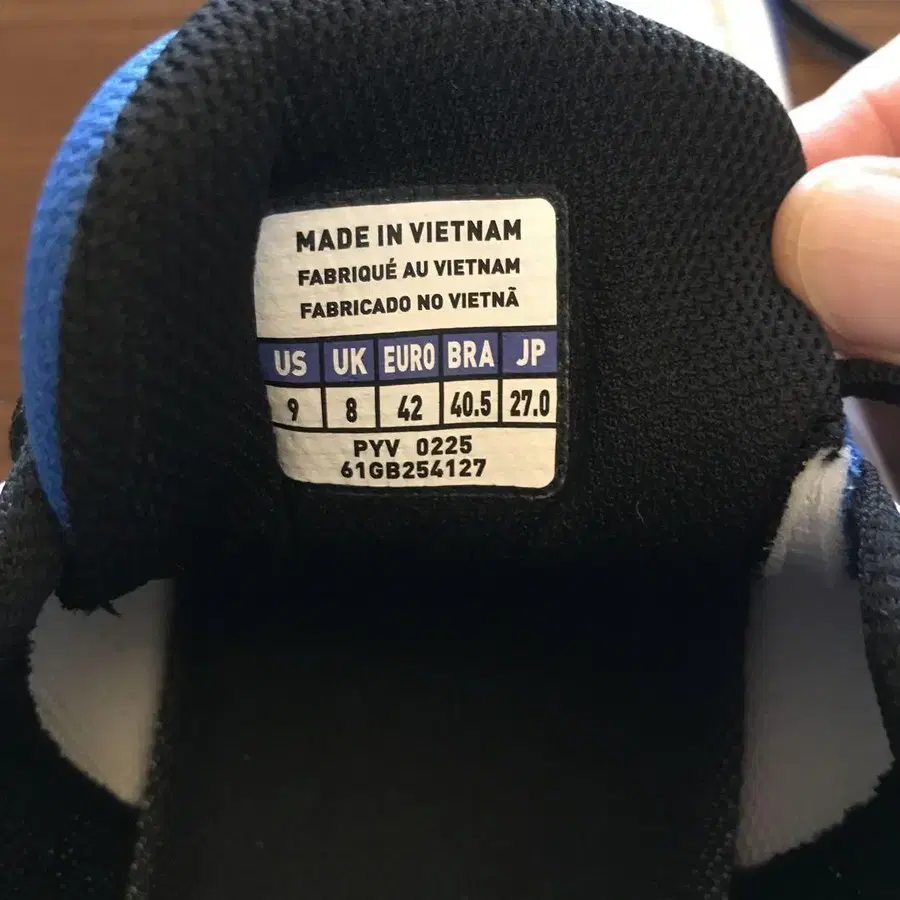 MADE IN VIETNAM
FABRIQUÉ AU VIETNAM
FABRICADO NO VIETNÃ
US UK EURO BRA JP
9 8 42 40.5 27.0
PYV 0225
61GB254127